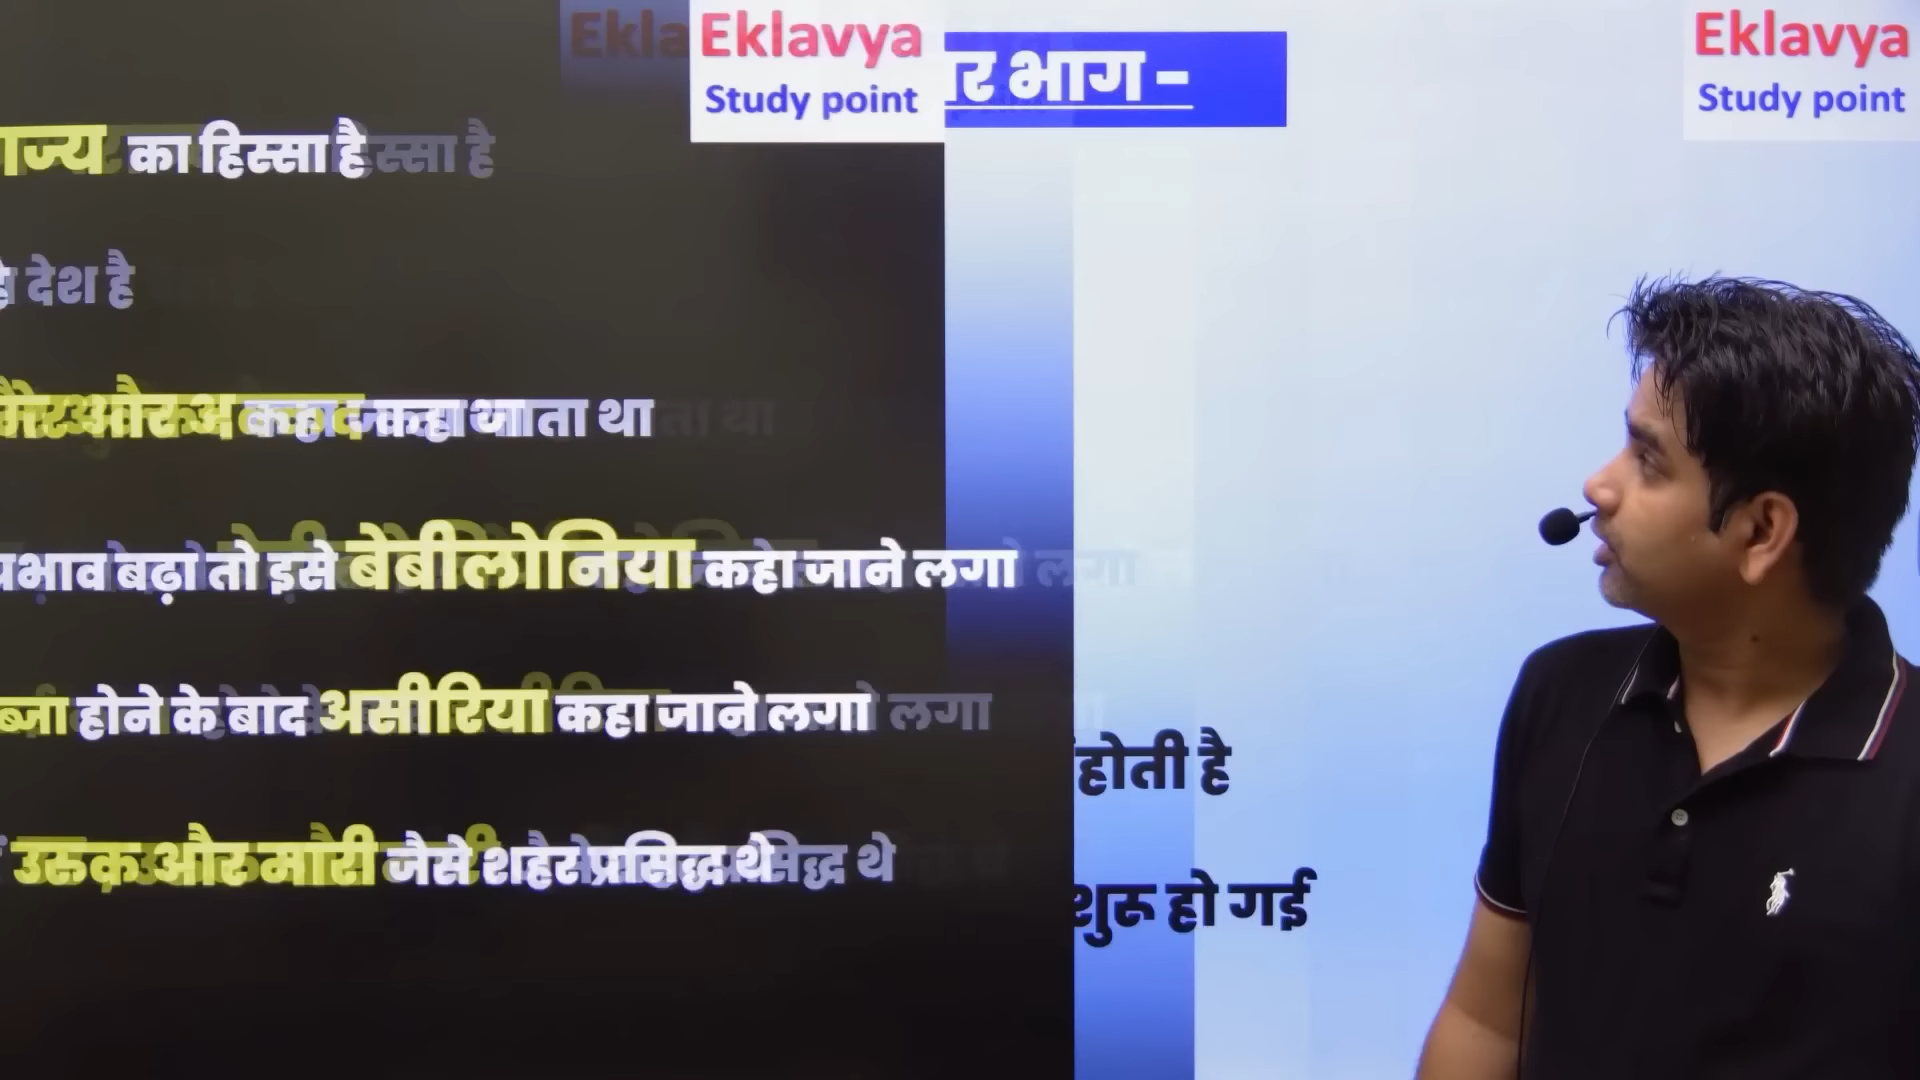 Eklavya
Study point
Eklavya
Study point
भाग -
का हिस्सा है
देश है
और कहा जाता था
बढ़ा तो इसे बेबीलोनिया कहा जाने लगा
होने के बाद असीरिया कहा जाने लगा
होती है
उरुक और मारी जैसे शहर प्रसिद्ध थे
शुरू हो गई